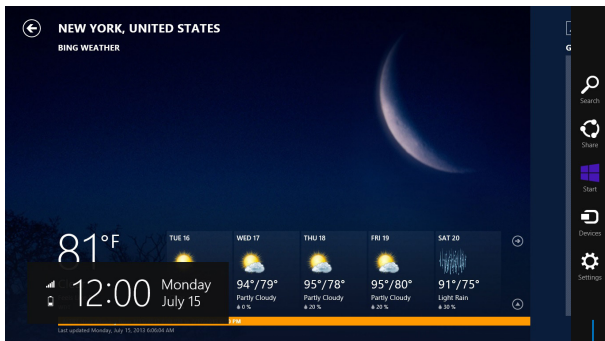 NEW YORK, UNITED STATES
BING WEATHER
G
Search
Share
Start
Devices
Settings
81°F
TUE 16
WED 17
94°/79°
Partly Cloudy
0 %
THU 18
95°/78°
Partly Cloudy
20 %
FRI 19
95°/80°
Partly Cloudy
20 %
SAT 20
91°/75°
Light Rain
30 %
12:00
Monday
July 15
PM
Last updated Monday, July 15, 2013 6:06:04 AM